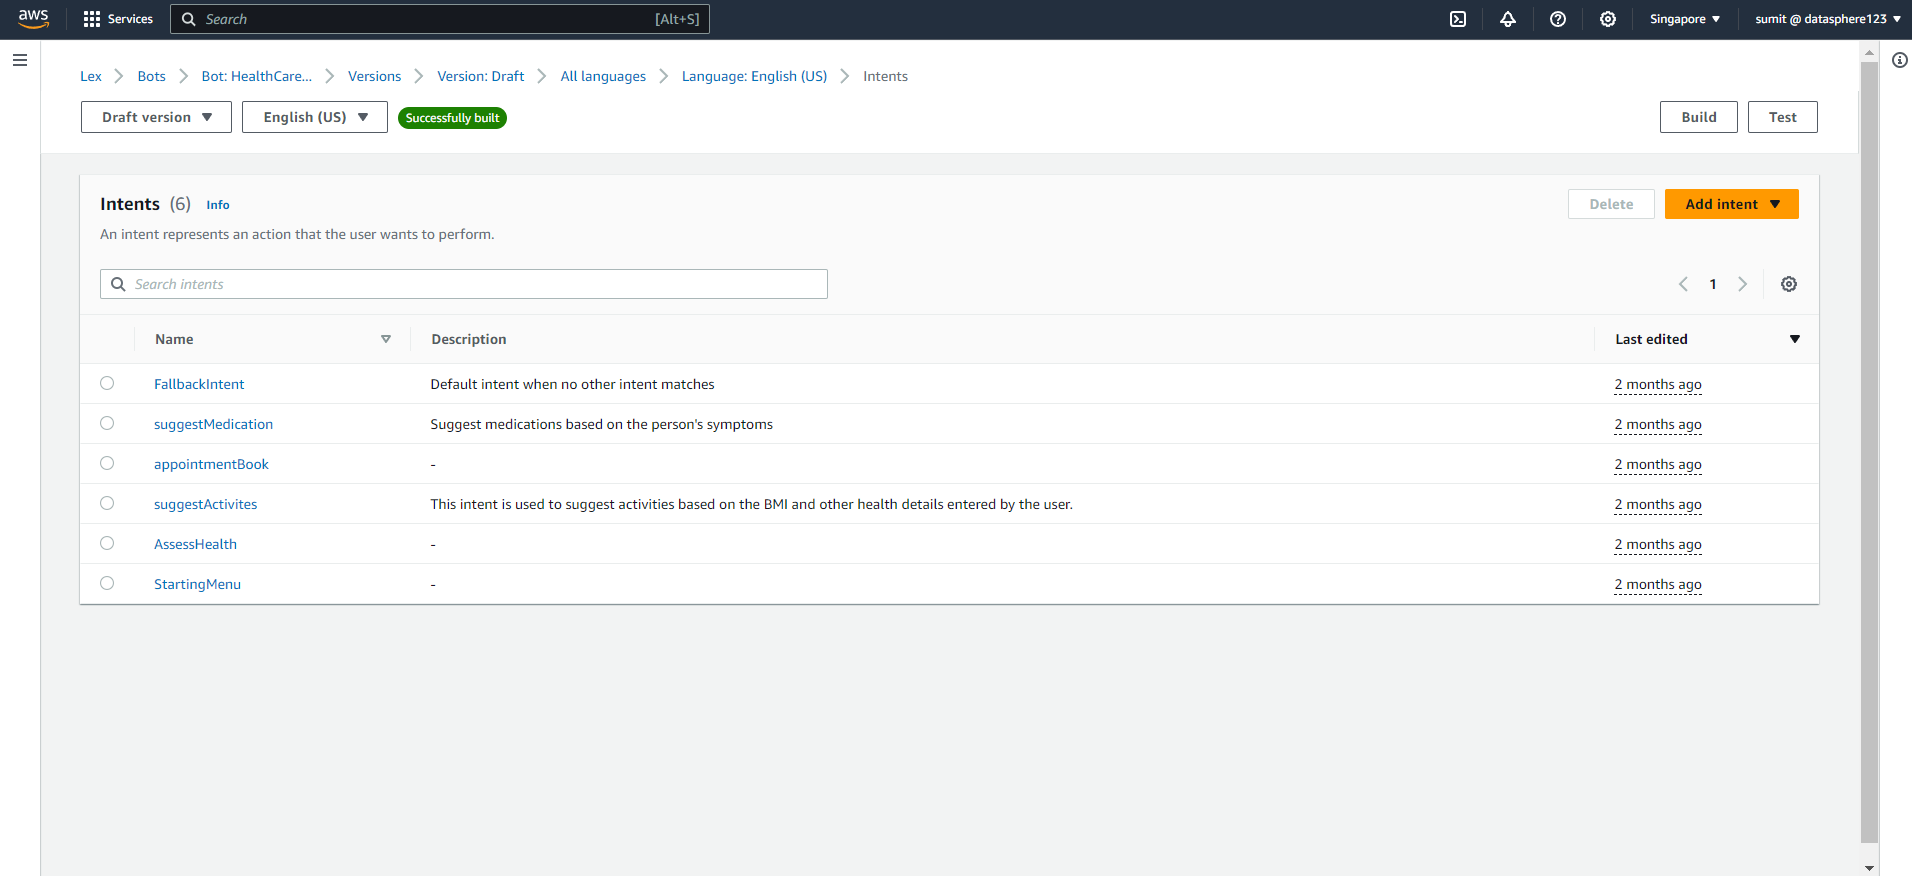 aws Services Search [Alt+S] Singapore sumit @ datasphere123
Lex Bots Bot: HealthCare... Versions Version: Draft All languages Language: English (US) Intents
Draft version English (US) Successfully built Build Test
Intents (6) Info Delete Add intent
An intent represents an action that the user wants to perform.
Search intents 1
Name Description Last edited
FallbackIntent Default intent when no other intent matches 2 months ago
suggestMedication Suggest medications based on the person's symptoms 2 months ago
appointmentBook - 2 months ago
suggestActivites This intent is used to suggest activities based on the BMI and other health details entered by the user. 2 months ago
AssessHealth - 2 months ago
StartingMenu - 2 months ago